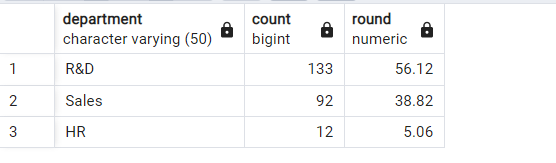 department count round
character varying (50) bigint numeric
1 R&D 133 56.12
2 Sales 92 38.82
3 HR 12 5.06